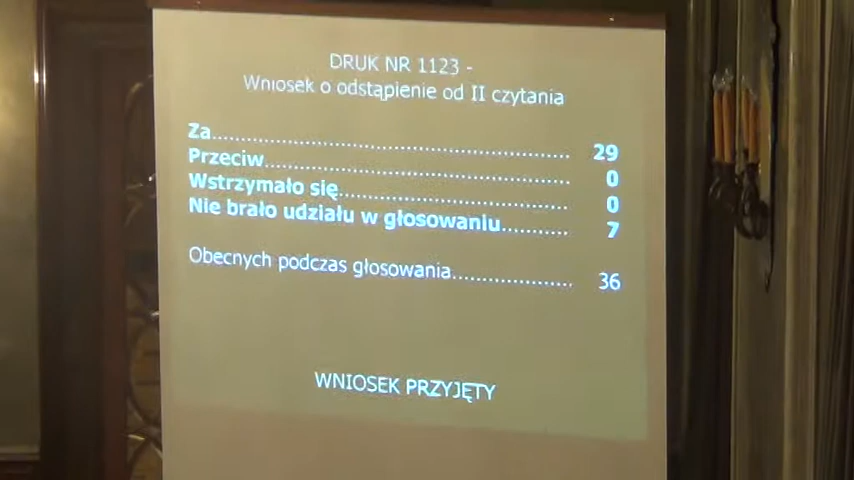 DRUK NR 1123 -
Wniosek o odstąpienie od II czytania
Za.......................................................... 29
Przeciw................................................. 0
Wstrzymało się..................................... 0
Nie brało udziału w głosowaniu........... 7
Obecnych podczas głosowania.................. 36
WNIOSEK PRZYJĘTY